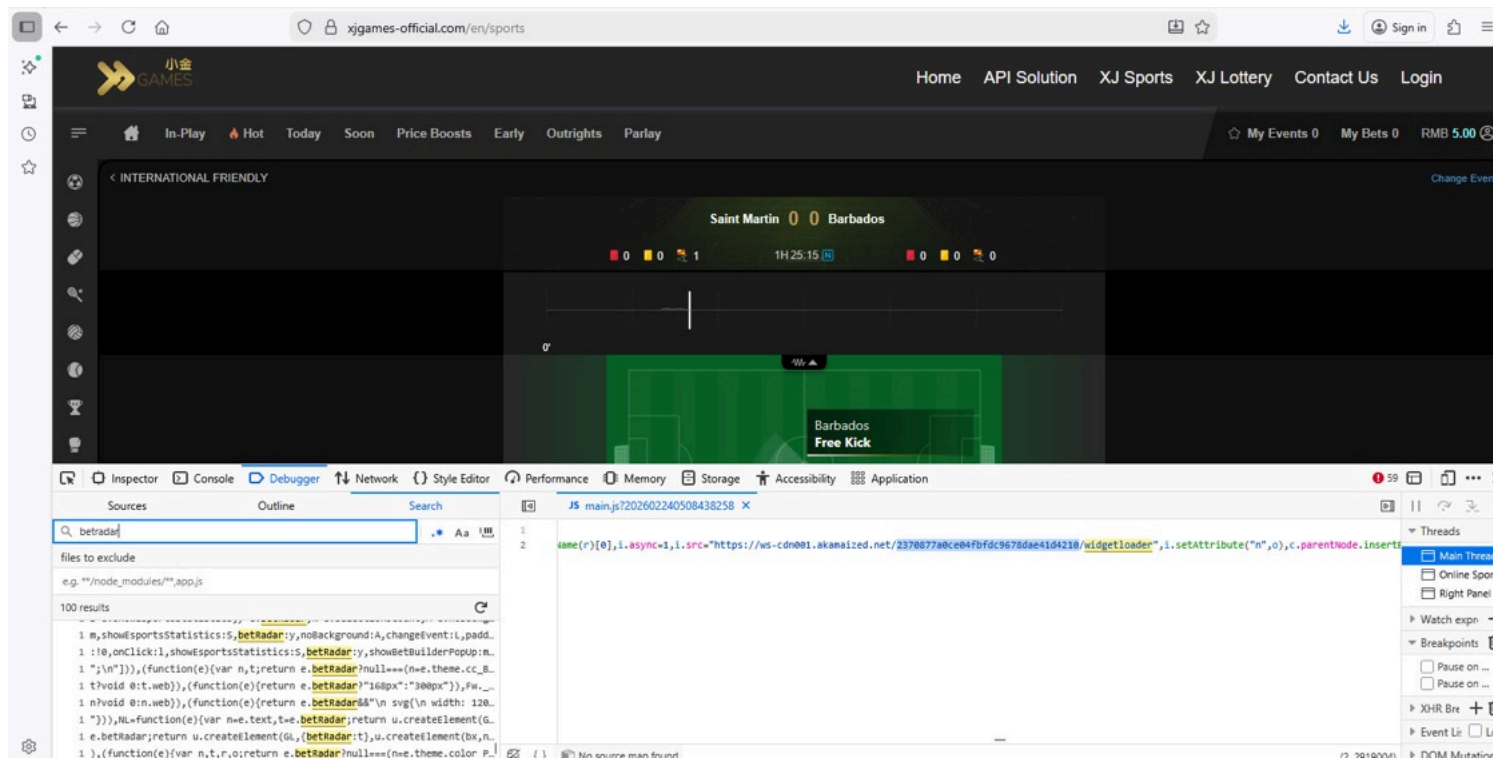 xjgames-official.com/en/sports
Sign in
小金
GAMES
Home API Solution XJ Sports XJ Lottery Contact Us Login
In-Play Hot Today Soon Price Boosts Early Outrights Parlay
My Events 0 My Bets 0 RMB 5.00
< INTERNATIONAL FRIENDLY
Change Even
Saint Martin 0 0 Barbados
0 0 1 1H 25:15 N 0 0 0
0'
Barbados
Free Kick
Inspector Console Debugger Network Style Editor Performance Memory Storage Accessibility Application 59
Sources Outline Search
JS main.js?202602240508438258 ×
betradar
.* Aa
files to exclude
e.g. **/node_modules/**,app.js
100 results
1 m,showEsportsStatistics:S,betRadar:y,noBackground:A,changeEvent:L,padd…
1 :!0,onClick:l,showEsportsStatistics:S,betRadar:y,showBetBuilderPopUp:m…
1 ";\n"])),(function(e){var n,t;return e.betRadar?null===(n=e.theme.cc_B…
1 t?void 0:t.web}),(function(e){return e.betRadar?"168px":"300px"}),Fw._…
1 n?void 0:n.web}),(function(e){return e.betRadar&&"\n svg{\n width: 120…
1 "})),NL=function(e){var n=e.text,t=e.betRadar;return u.createElement(G…
1 e.betRadar;return u.createElement(GL,{betRadar:t},u.createElement(bx,n…
1 ),(function(e){var n,t,r,o;return e.betRadar?null===(n=e.theme.color P…
1
2 Name(r)[0],i.async=1,i.src="https://ws-cdn001.akamaized.net/2370877a0ce04fbfdc9678dae41d4210/widgetloader",i.setAttribute("n",o),c.parentNode.insertB
No source map found
(2, 2919004)
Threads
Main Thread
Online Spor
Right Panel
Watch expr
Breakpoints
Pause on ...
Pause on ...
XHR Bre
Event Li
DOM Mutation